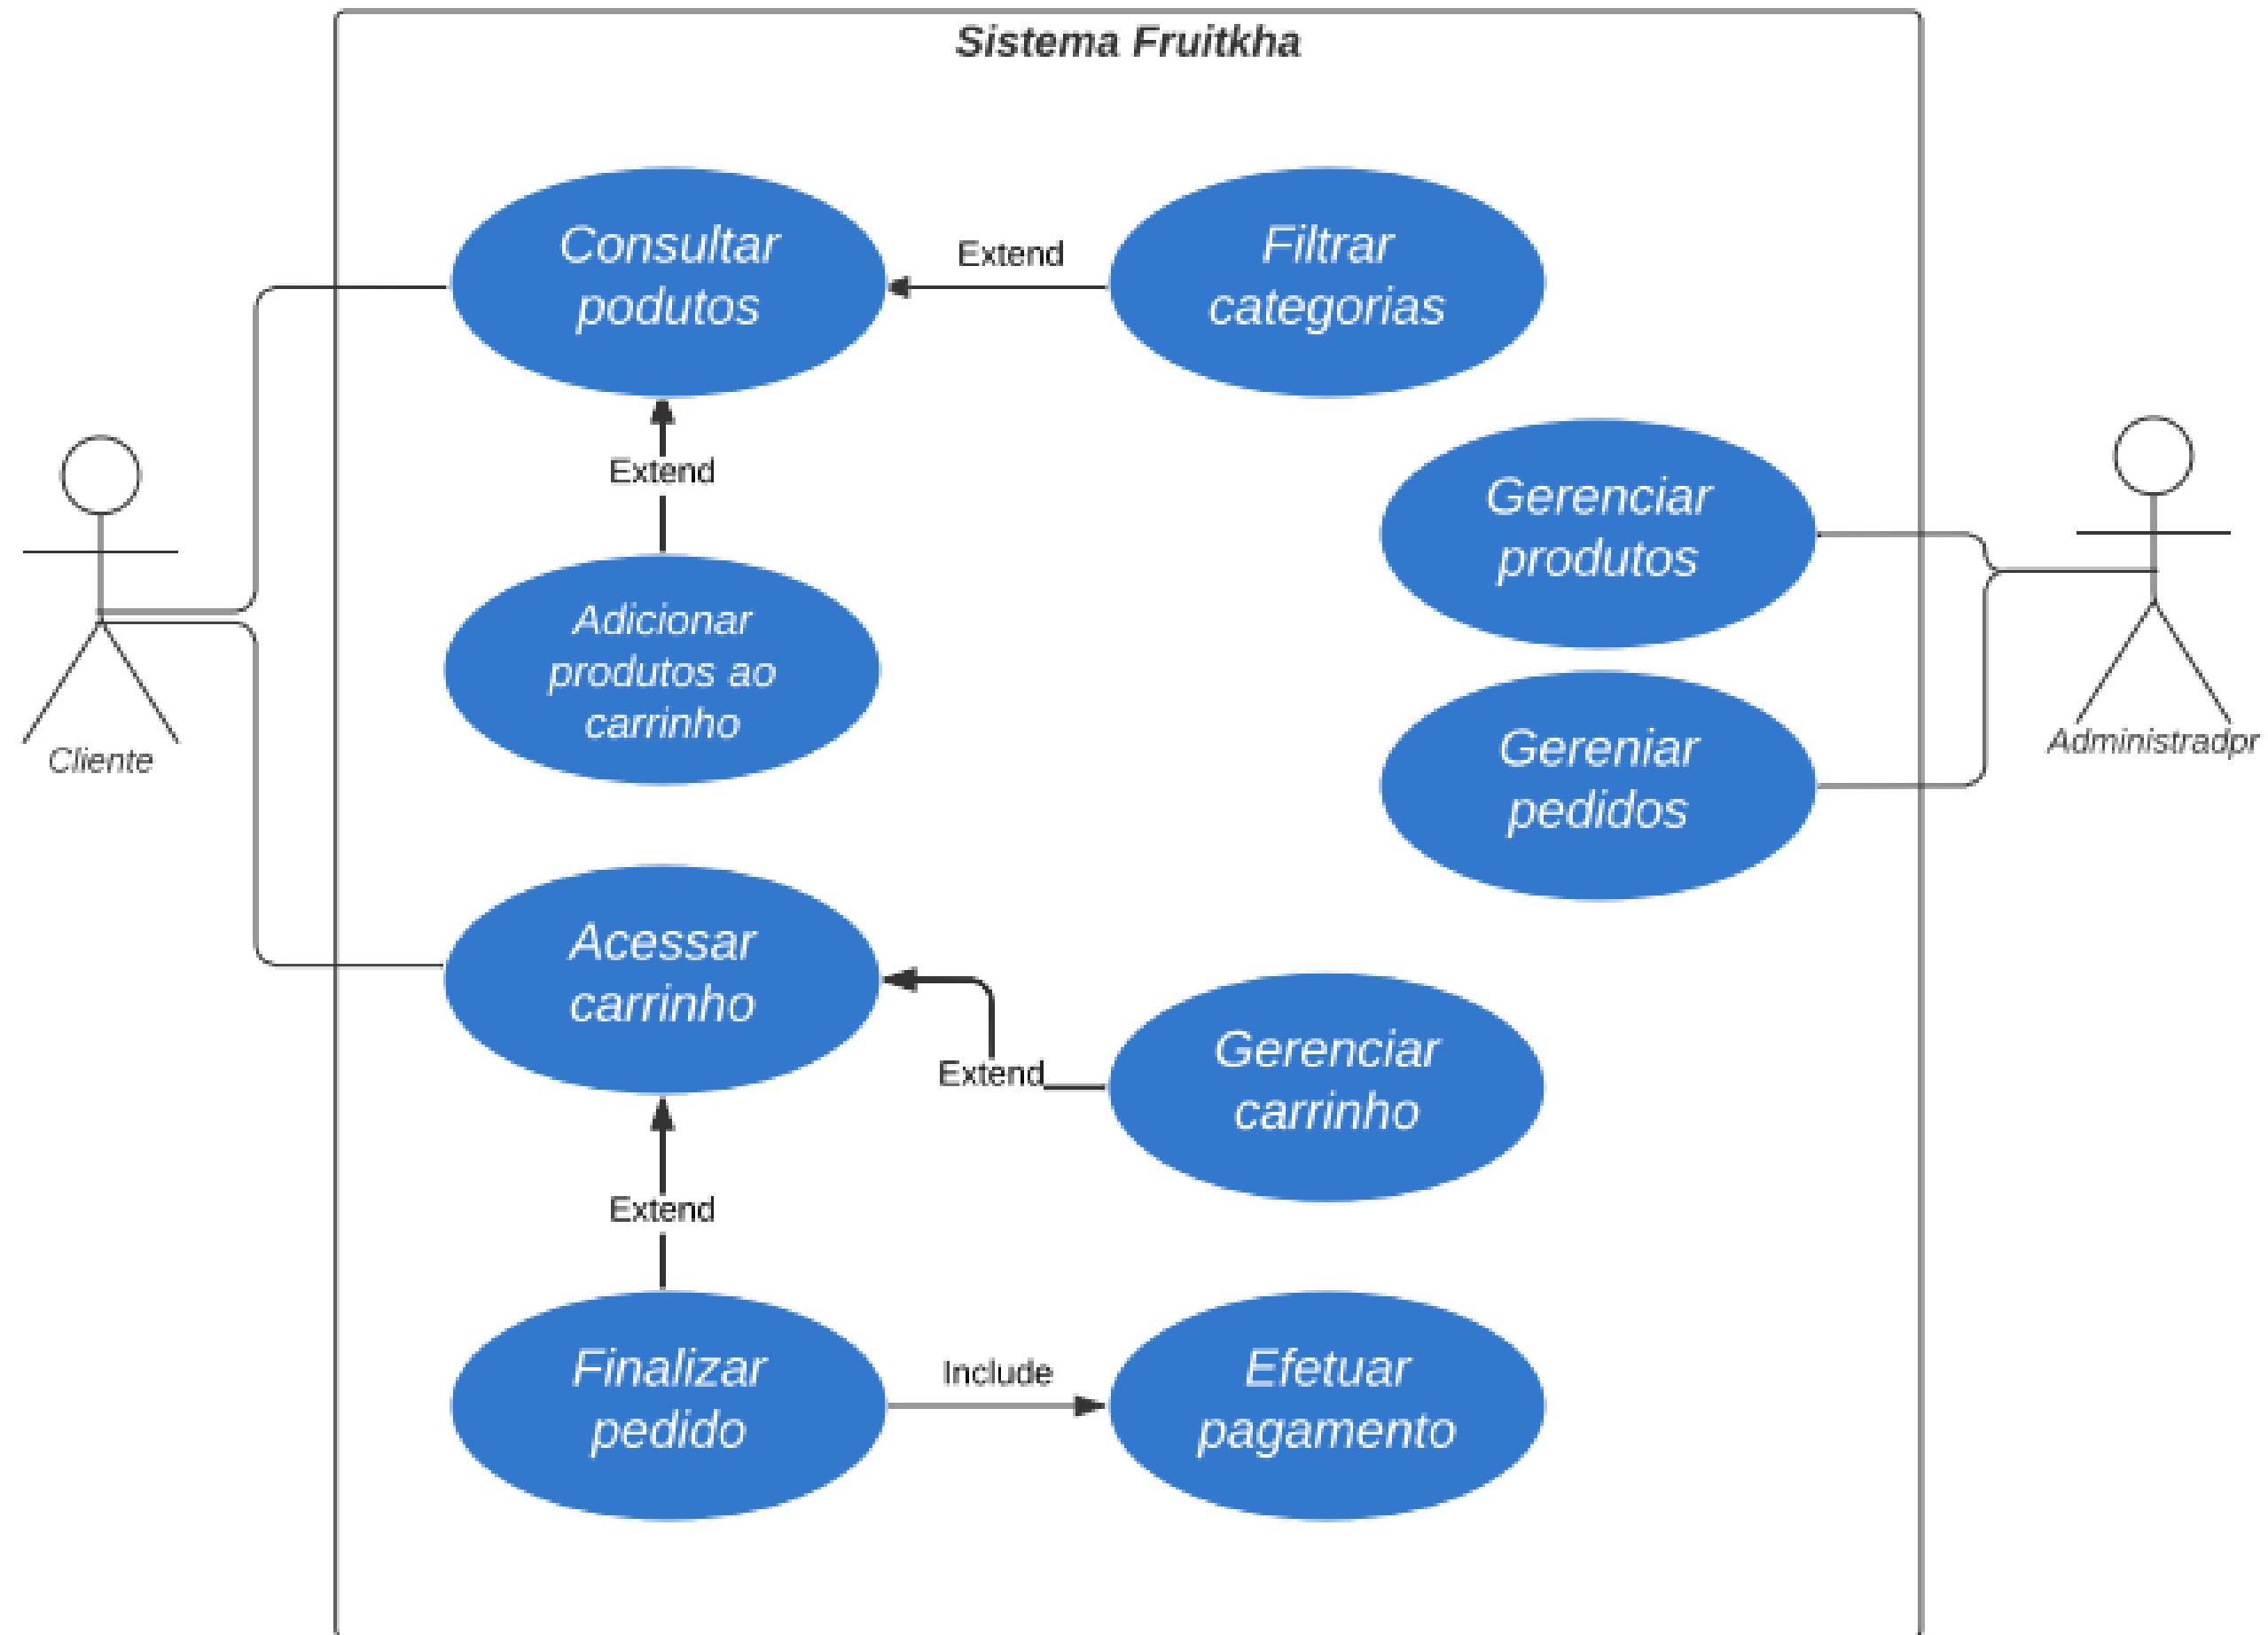 Sistema Fruitkha
Consultar
podutos
Extend
Filtrar
categorias
Extend
Adicionar
produtos ao
carrinho
Gerenciar
produtos
Gereniar
pedidos
Cliente
Administradpr
Acessar
carrinho
Extend
Gerenciar
carrinho
Extend
Finalizar
pedido
Include
Efetuar
pagamento